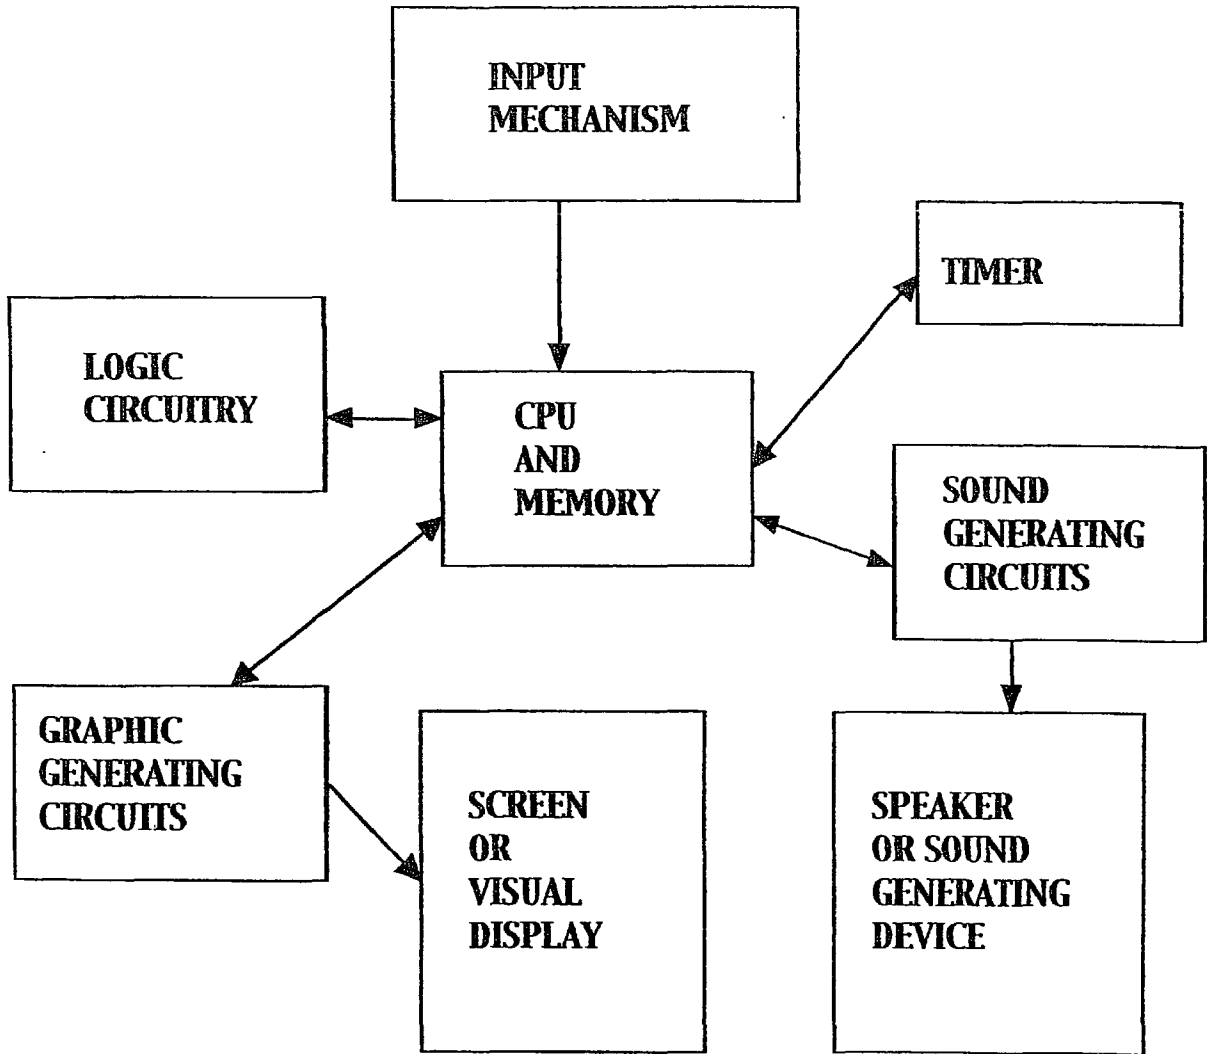 INPUT
MECHANISM
TIMER
LOGIC
CIRCUITRY
CPU
AND
MEMORY
SOUND
GENERATING
CIRCUITS
GRAPHIC
GENERATING
CIRCUITS
SCREEN
OR
VISUAL
DISPLAY
SPEAKER
OR SOUND
GENERATING
DEVICE